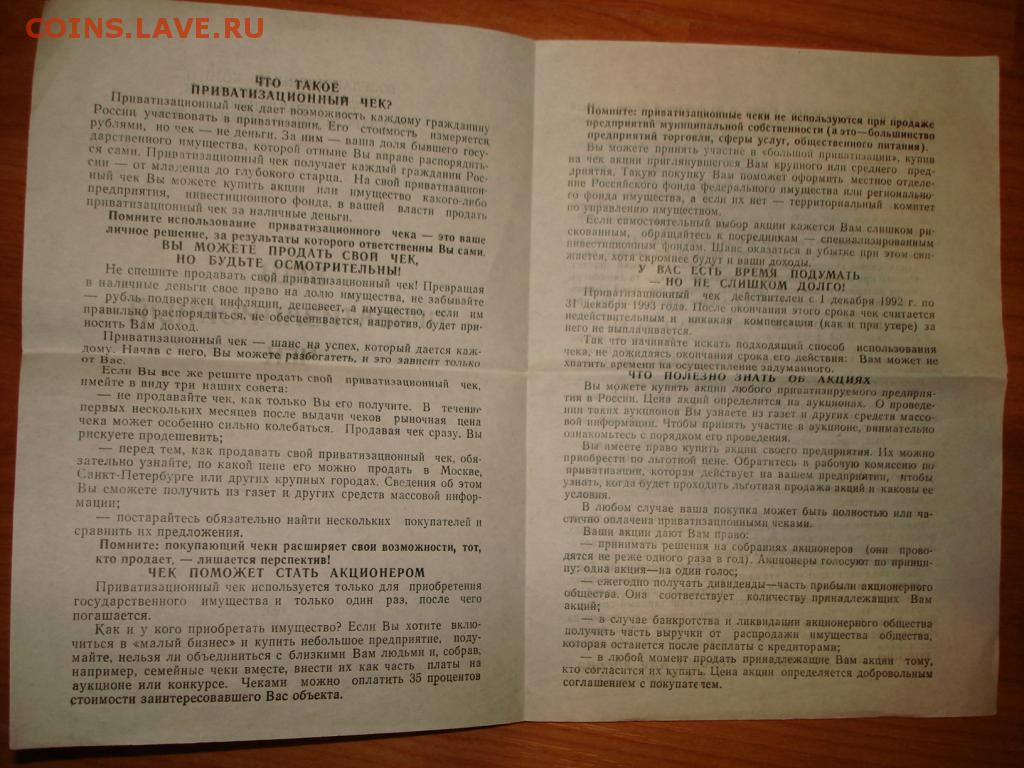 COINS.LAVE.RU
ЧТО ТАКОЕ
ПРИВАТИЗАЦИОННЫЙ ЧЕК?
Приватизационный чек дает возможность каждому гражданину
России участвовать в приватизации. Его стоимость измеряется
рублями, но чек — не деньги. За ним — ваша доля бывшего госу-
дарственного имущества, которой отныне Вы вправе распорядить-
ся сами. Приватизационный чек получает каждый гражданин Рос-
сии — от младенца до глубокого старца. На свой приватизацион-
ный чек Вы можете купить акции или имущество какого-либо
предприятия, инвестиционного фонда, в вашей власти продать
приватизационный чек за наличные деньги.
Помните использование приватизационного чека — это ваше
личное решение, за результаты которого ответственны Вы сами.
ВЫ МОЖЕТЕ ПРОДАТЬ СВОЙ ЧЕК,
НО БУДЬТЕ ОСМОТРИТЕЛЬНЫ!
Не спешите продавать свой приватизационный чек! Превращая
в наличные деньги свое право на долю имущества, не забывайте
— рубль подвержен инфляции, дешевеет, а имущество, если им
правильно распорядиться, не обесценивается, напротив, будет при-
носить Вам доход.
Приватизационный чек — шанс на успех, который дается каж-
дому. Начав с него, Вы можете разбогатеть, и это зависит только
от Вас.
Если Вы все же решите продать свой приватизационный чек,
имейте в виду три наших совета:
— не продавайте чек, как только Вы его получите. В течение
первых нескольких месяцев после выдачи чеков рыночная цена
чека может особенно сильно колебаться. Продавая чек сразу, Вы
рискуете продешевить;
— перед тем, как продавать свой приватизационный чек, обя-
зательно узнайте, по какой цене его можно продать в Москве,
Санкт-Петербурге или других крупных городах. Сведения об этом
Вы сможете получить из газет и других средств массовой инфор-
мации;
— постарайтесь обязательно найти нескольких покупателей и
сравнить их предложения.
Помните: покупающий чеки расширяет свои возможности, тот,
кто продает, — лишается перспектив!
ЧЕК ПОМОЖЕТ СТАТЬ АКЦИОНЕРОМ
Приватизационный чек используется только для приобретения
государственного имущества и только один раз, после чего
погашается.
Как и у кого приобретать имущество? Если Вы хотите вклю-
читься в «малый бизнес» и купить небольшое предприятие, поду-
майте, нельзя ли объединиться с близкими Вам людьми и, собрав,
например, семейные чеки вместе, внести их как часть платы на
аукционе или конкурсе. Чеками можно оплатить 35 процентов
стоимости заинтересовавшего Вас объекта.
Помните: приватизационные чеки не используются при продаже
предприятий муниципальной собственности (а это—большинство
предприятий торговли, сферы услуг, общественного питания).
Вы можете принять участие в «большой приватизации», купив
на чек акции приглянувшегося Вам крупного или среднего пред-
приятия. Такую покупку Вам поможет оформить местное отделе-
ние Российского фонда федерального имущества или регионально-
го фонда имущества, а если их нет — территориальный комитет
по управлению имуществом.
Если самостоятельный выбор акции кажется Вам слишком рис-
кованным, обращайтесь к посредникам — специализированным
инвестиционным фондам. Шанс оказаться в убытке при этом сни-
жается, хотя скромнее будут и ваши доходы.
У ВАС ЕСТЬ ВРЕМЯ ПОДУМАТЬ
— НО НЕ СЛИШКОМ ДОЛГО!
Приватизационный чек действителен с 1 декабря 1992 г. по
31 декабря 1993 года. После окончания этого срока чек считается
недействительным и никакая компенсация (как и при утере) за
него не выплачивается.
Так что начинайте искать подходящий способ использования
чека, не дожидаясь окончания срока его действия: Вам может не
хватить времени на осуществление задуманного.
ЧТО ПОЛЕЗНО ЗНАТЬ ОБ АКЦИЯХ
Вы можете купить акции любого приватизируемого предприя-
тия в России. Цена акций определится на аукционах. О проведе-
нии таких аукционов Вы узнаете из газет и других средств массо-
вой информации. Чтобы принять участие в аукционе, внимательно
ознакомьтесь с порядком его проведения.
Вы имеете право купить акции своего предприятия. Их можно
приобрести по льготной цене. Обратитесь в рабочую комиссию по
приватизации, которая действует на вашем предприятии, чтобы
узнать, когда будет проходить льготная продажа акций и каковы ее
условия.
В любом случае ваша покупка может быть полностью или ча-
стично оплачена приватизационными чеками.
Ваши акции дают Вам право:
— принимать решения на собраниях акционеров (они прово-
дятся не реже одного раза в год). Акционеры голосуют по принци-
пу: одна акция—на один голос;
— ежегодно получать дивиденды—часть прибыли акционерного
общества. Она соответствует количеству принадлежащих Вам
акций;
— в случае банкротства и ликвидации акционерного общества
получить часть выручки от распродажи имущества общества,
которая останется после расплаты с кредиторами;
— в любой момент продать принадлежащие Вам акции тому,
кто согласится их купить. Цена акции определяется добровольным
соглашением с покупателем.